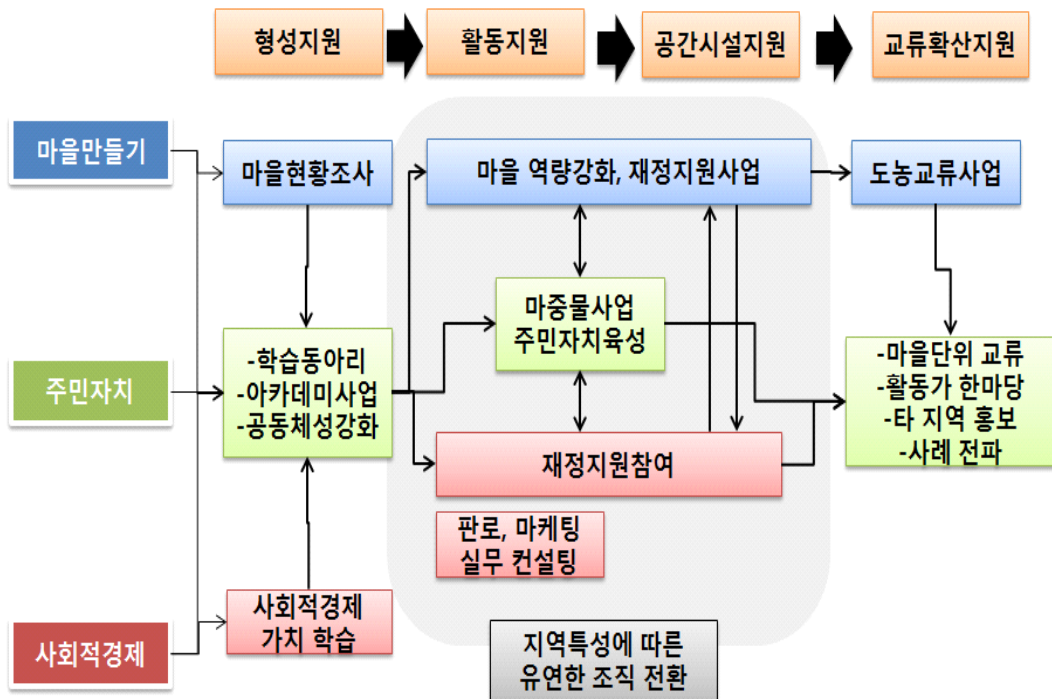 형성지원
활동지원
공간시설지원
교류확산지원
마을만들기
마을현황조사
마을 역량강화, 재정지원사업
도농교류사업
주민자치
-학습동아리
-아카데미사업
-공동체성강화
마중물사업
주민자치육성
-마을단위 교류
-활동가 한마당
-타 지역 홍보
-사례 전파
재정지원참여
판로, 마케팅
실무 컨설팅
사회적경제
사회적경제
가치 학습
지역특성에 따른
유연한 조직 전환